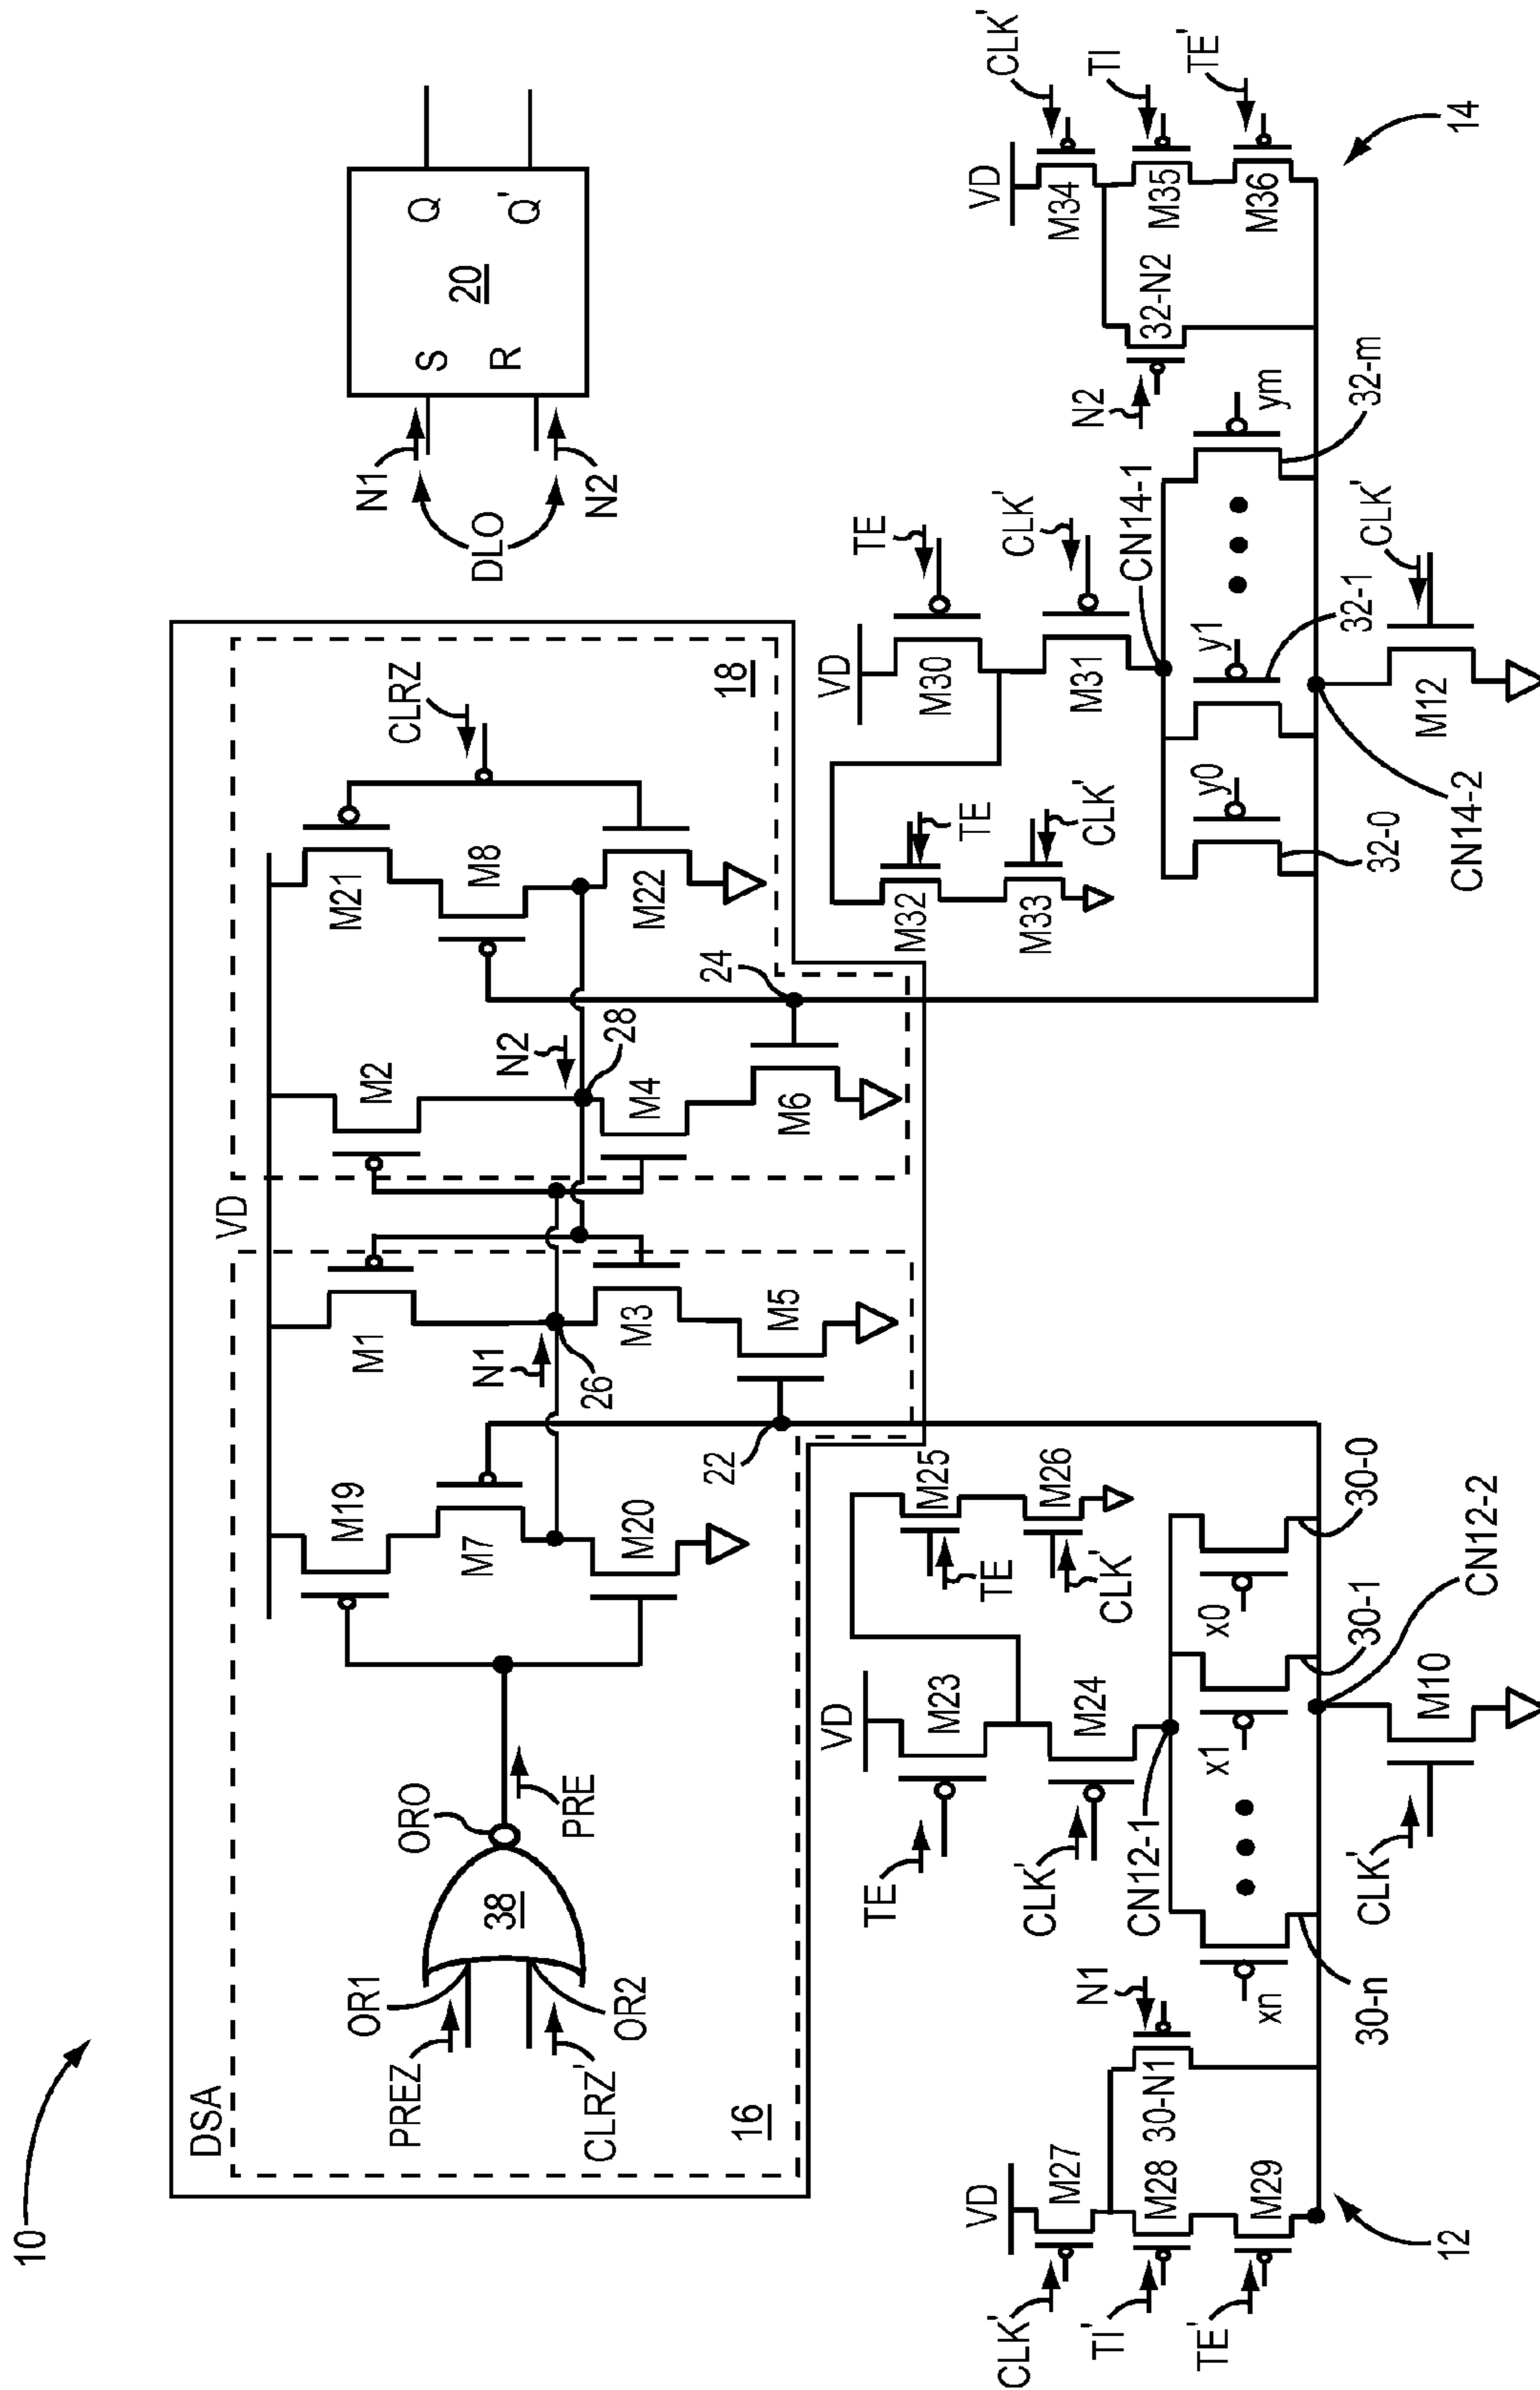 10
DSA
VD
16
18
PREZ
OR1
CLRZ'
OR2
38
ORO
PRE
M19
M7
M20
M1
N1
26
M3
M5
22
M2
N2
28
M4
M6
24
M21
M8
M22
CLRZ
N1
DLO
N2
S
R
20
Q
Q'
VD
CLK'
M27
TI'
M28
TE'
M29
N1
30-N1
12
VD
TE
M23
CLK'
M24
TE
M25
CLK'
M26
CN12-1
xn
x1
x0
30-n
30-1
30-0
CN12-2
CLK'
M10
VD
TE
M30
CLK'
M31
TE
M32
CLK'
M33
CN14-1
y0
y1
ym
32-0
32-1
32-m
CN14-2
CLK'
M12
N2
32-N2
VD
CLK'
M34
TI
M35
TE'
M36
14